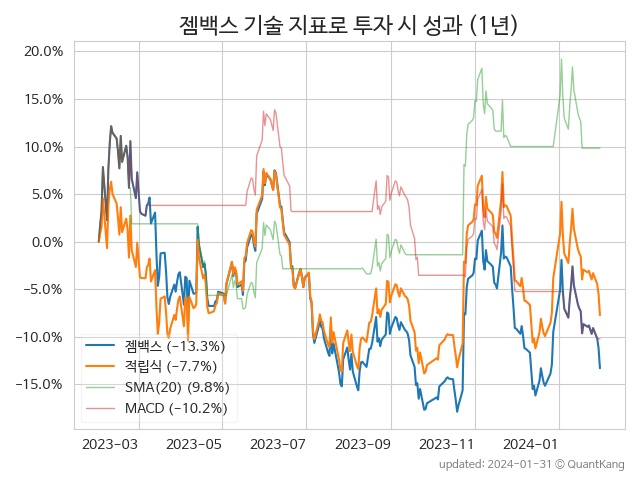 젬백스 기술 지표로 투자 시 성과 (1년)
20.0%
15.0%
10.0%
5.0%
0.0%
−5.0%
−10.0%
−15.0%
젬백스 (−13.3%)
적립식 (−7.7%)
SMA(20) (9.8%)
MACD (−10.2%)
2023-03 2023-05 2023-07 2023-09 2023-11 2024-01
updated: 2024-01-31 © QuantKang